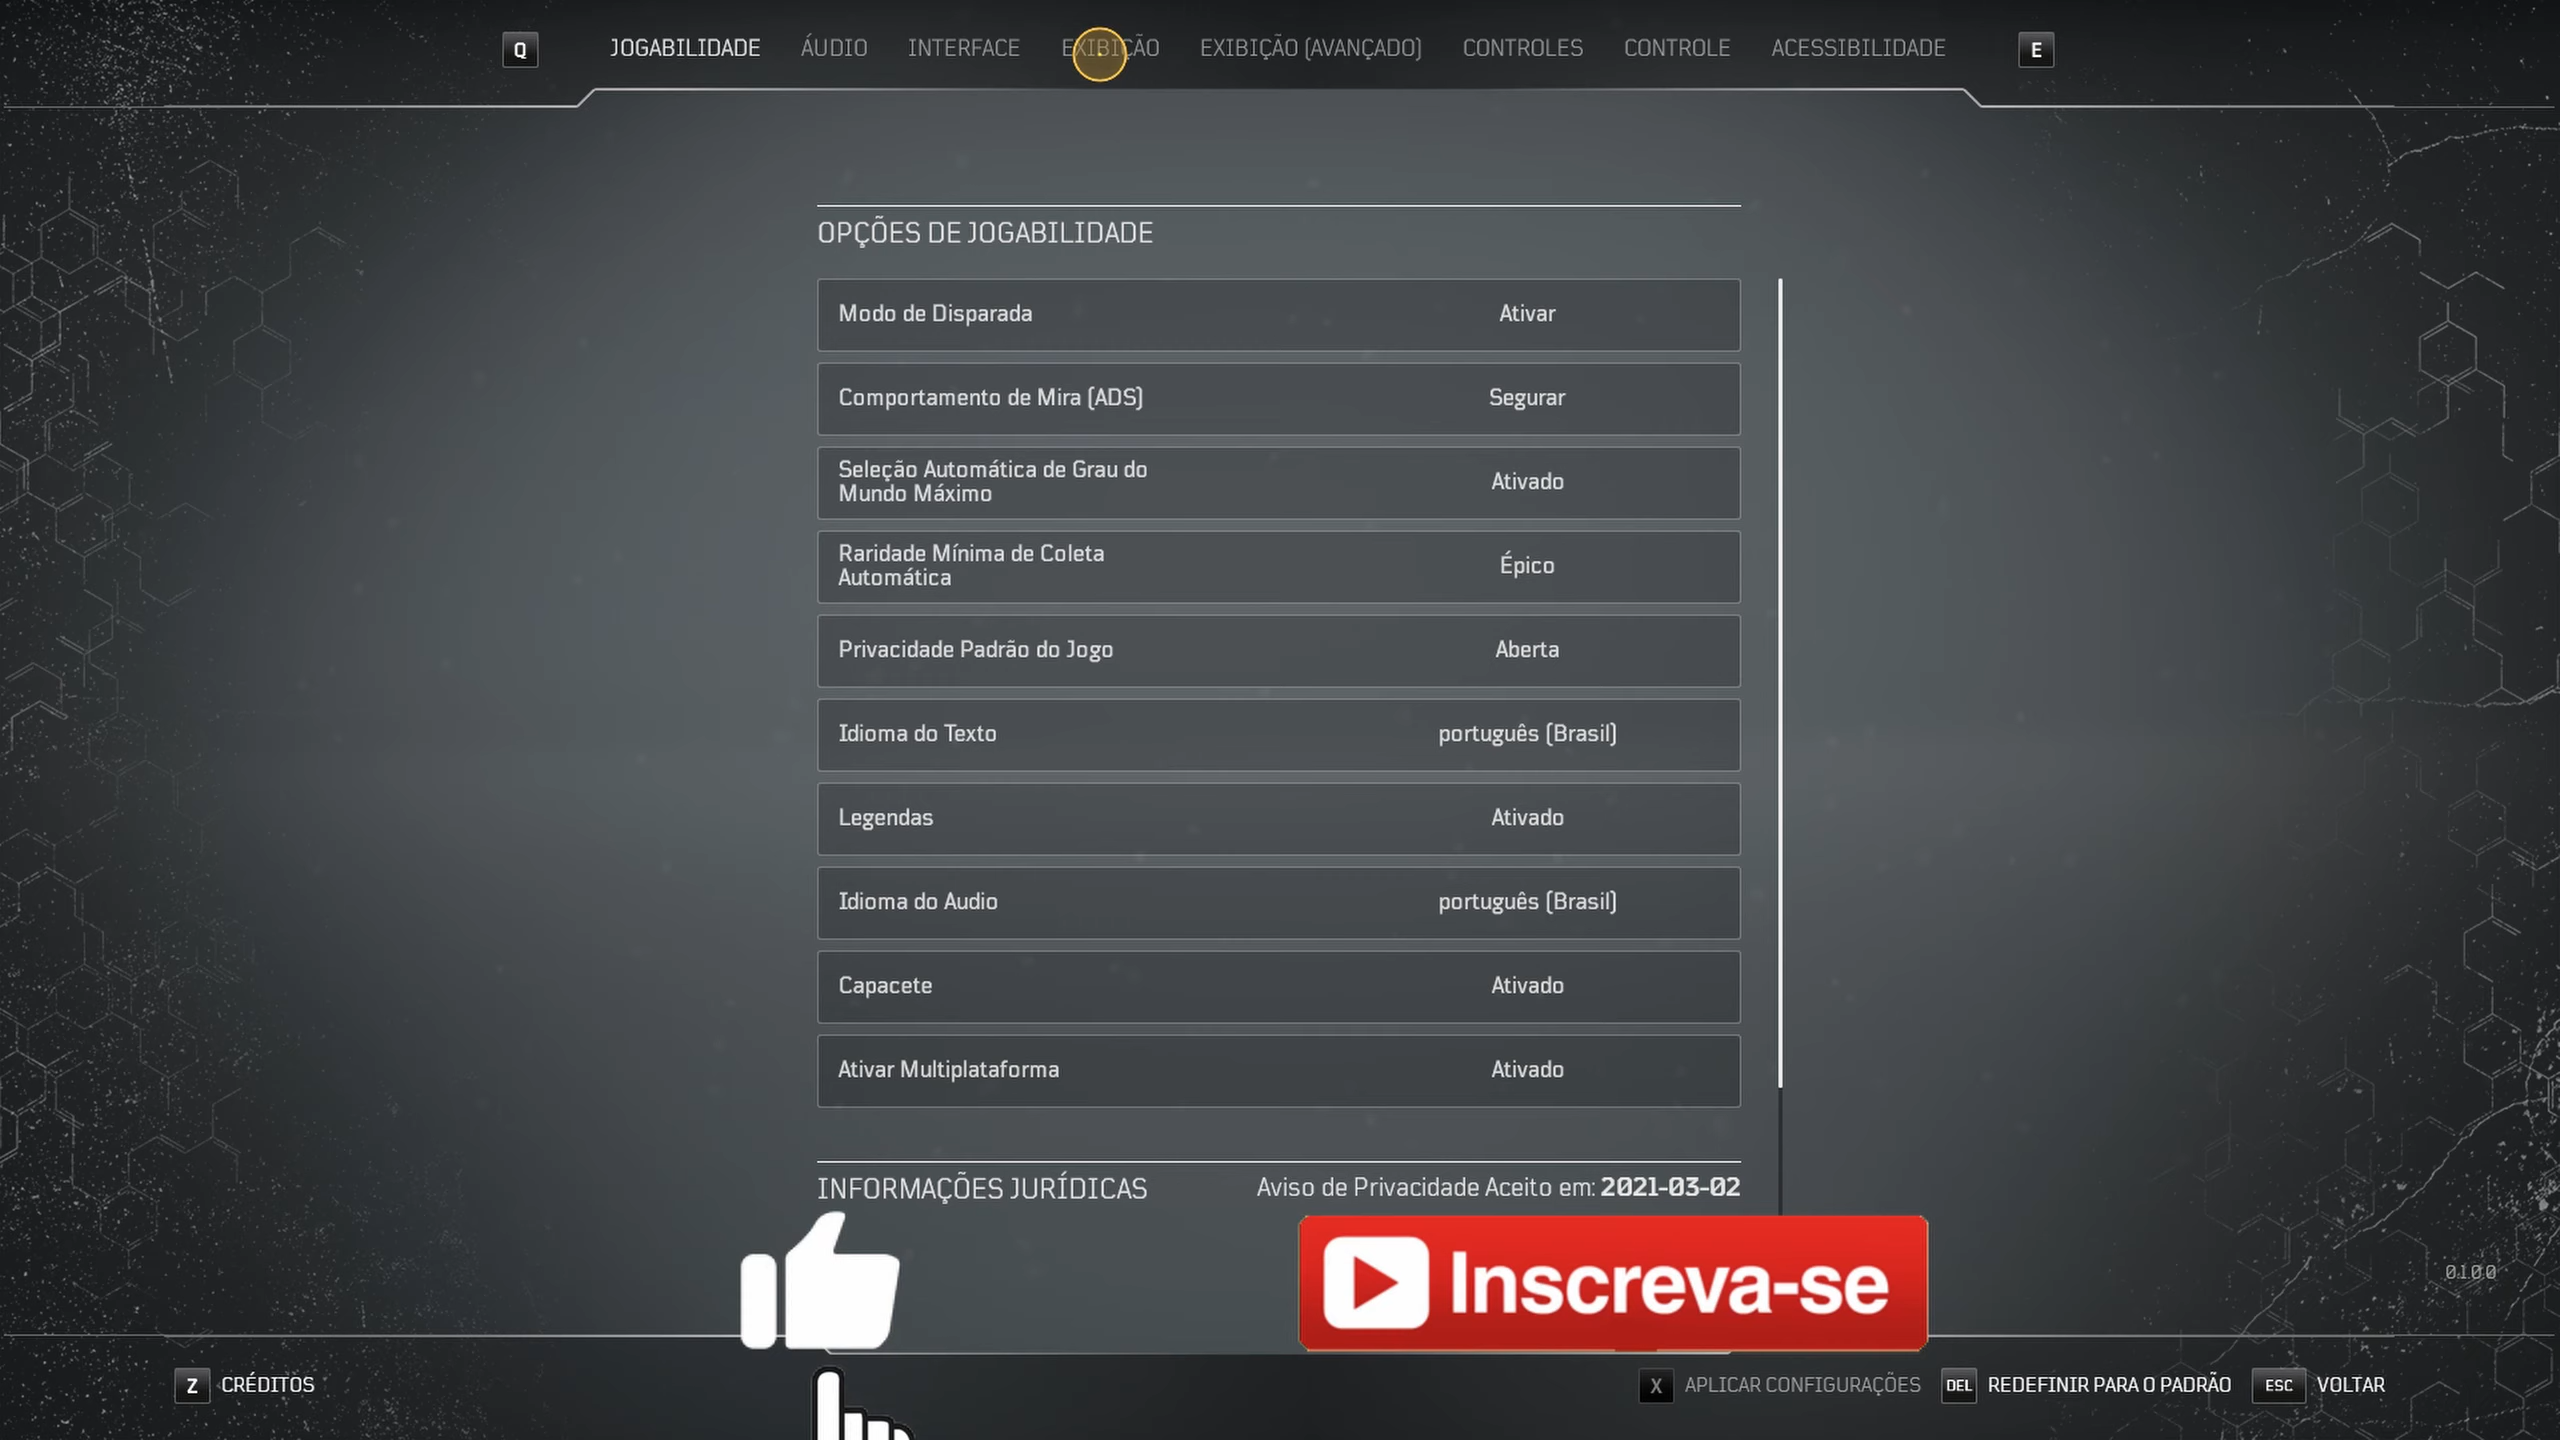 Q JOGABILIDADE ÁUDIO INTERFACE EXIBIÇÃO EXIBIÇÃO (AVANÇADO) CONTROLES CONTROLE ACESSIBILIDADE E
OPÇÕES DE JOGABILIDADE
Modo de Disparada Ativar
Comportamento de Mira (ADS) Segurar
Seleção Automática de Grau do
Mundo Máximo Ativado
Raridade Mínima de Coleta
Automática Épico
Privacidade Padrão do Jogo Aberta
Idioma do Texto português (Brasil)
Legendas Ativado
Idioma do Audio português (Brasil)
Capacete Ativado
Ativar Multiplataforma Ativado
INFORMAÇÕES JURÍDICAS Aviso de Privacidade Aceito em: 2021-03-02
Inscreva-se
0.1.0.0
Z CRÉDITOS X APLICAR CONFIGURAÇÕES DEL REDEFINIR PARA O PADRÃO ESC VOLTAR